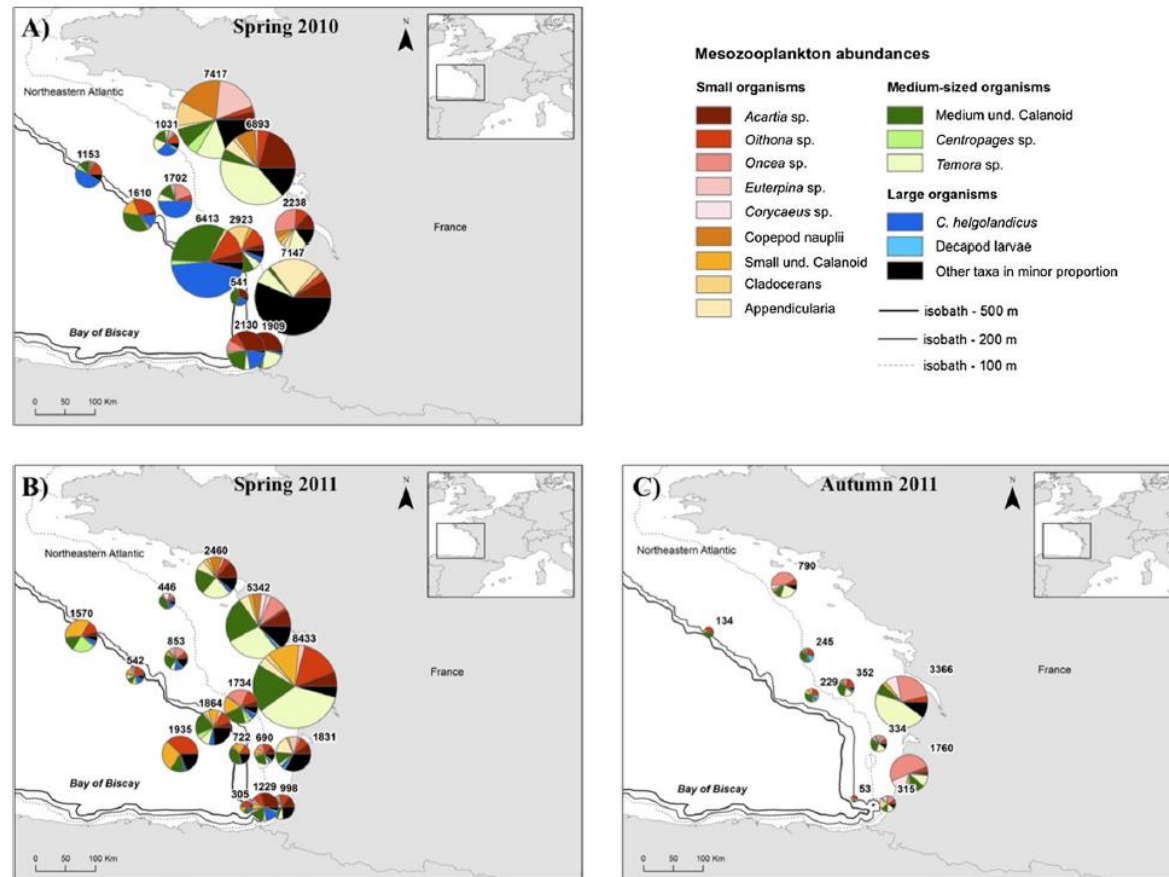 A)
Spring 2010
N
7417
Northeastern Atlantic
1031
6893
1153
1702
1610
2238
6413
2923
France
7147
541
2130
1909
Bay of Biscay
0 50 100 Km
Mesozooplankton abundances
Small organisms
Acartia sp.
Oithona sp.
Oncea sp.
Euterpina sp.
Corycaeus sp.
Copepod nauplii
Small und. Calanoid
Cladocerans
Appendicularia
Medium-sized organisms
Medium und. Calanoid
Centropages sp.
Temora sp.
Large organisms
C. helgolandicus
Decapod larvae
Other taxa in minor proportion
isobath - 500 m
isobath - 200 m
isobath - 100 m
B)
Spring 2011
N
2460
Northeastern Atlantic
446
5342
1570
853
8433
542
France
1734
1864
1935
722
690
1831
305
1229
998
Bay of Biscay
0 50 100 Km
C)
Autumn 2011
N
Northeastern Atlantic
790
134
245
France
3366
352
229
334
1760
53
315
Bay of Biscay
0 50 100 Km